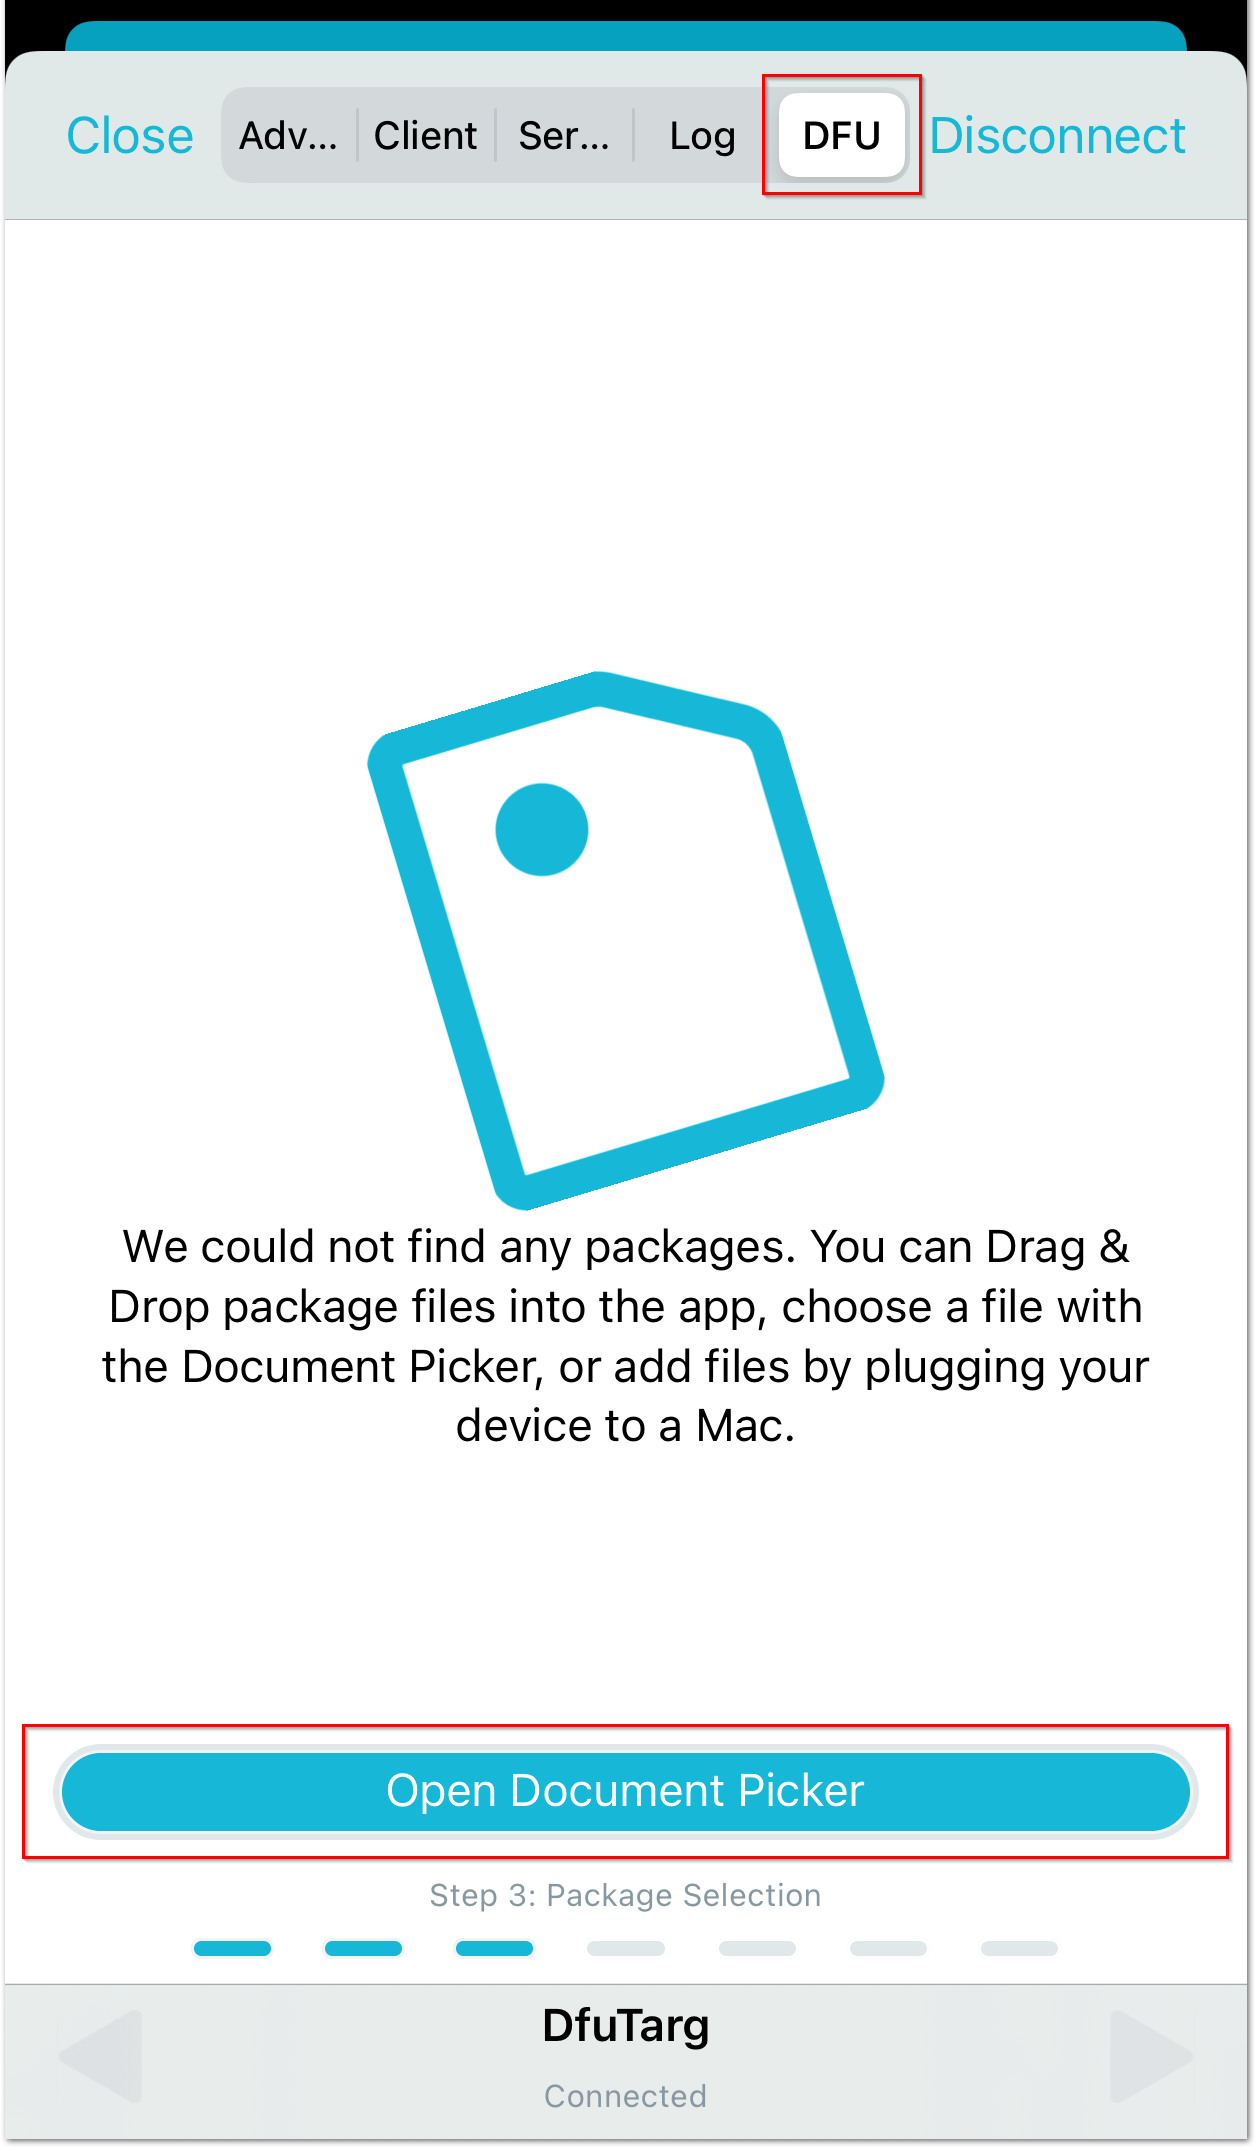 Close Adv... Client Ser... Log DFU Disconnect
We could not find any packages. You can Drag &
Drop package files into the app, choose a file with
the Document Picker, or add files by plugging your
device to a Mac.
Open Document Picker
Step 3: Package Selection
DfuTarg
Connected